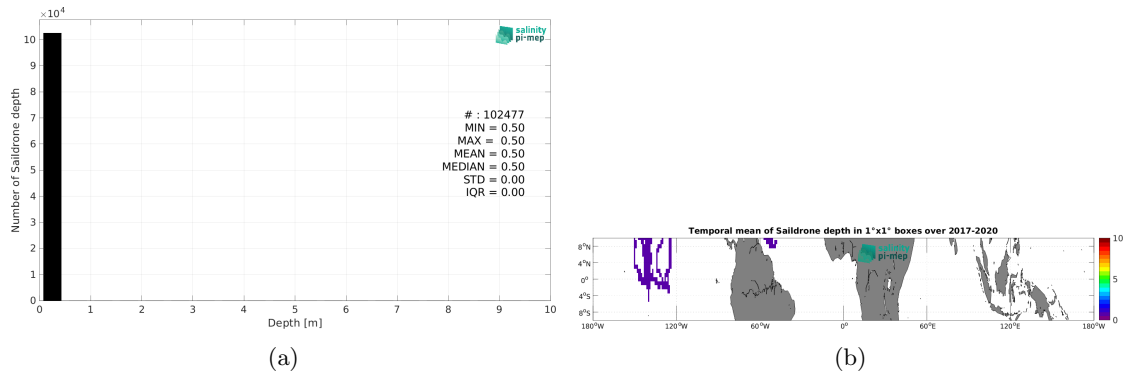 ×10⁴
salinity
pi-mep
10
9
8
7
6
5
4
3
2
1
0
Number of Saildrone depth
# : 102477
MIN = 0.50
MAX = 0.50
MEAN = 0.50
MEDIAN = 0.50
STD = 0.00
IQR = 0.00
0 1 2 3 4 5 6 7 8 9 10
Depth [m]
(a)
Temporal mean of Saildrone depth in 1°x1° boxes over 2017-2020
salinity
pi-mep
8°N
4°N
0°
4°S
8°S
180°W 120°W 60°W 0° 60°E 120°E 180°W
10
5
0
(b)